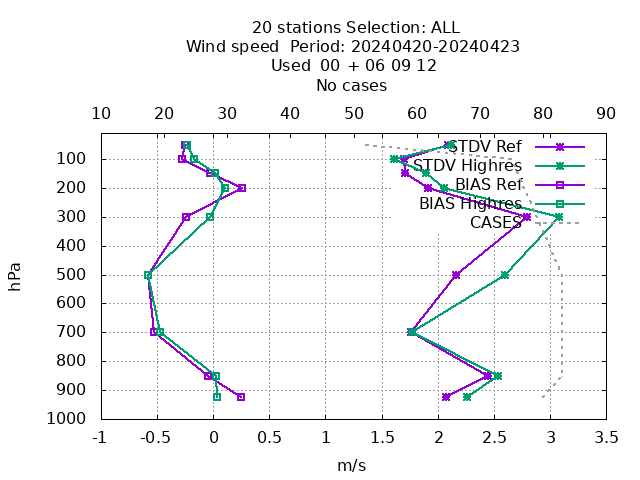 20 stations Selection: ALL
Wind speed  Period: 20240420-20240423
Used  00 + 06 09 12
No cases
10 20 30 40 50 60 70 80 90
STDV Ref
STDV Highres
BIAS Ref
BIAS Highres
CASES
hPa
100
200
300
400
500
600
700
800
900
1000
-1 -0.5 0 0.5 1 1.5 2 2.5 3 3.5
m/s